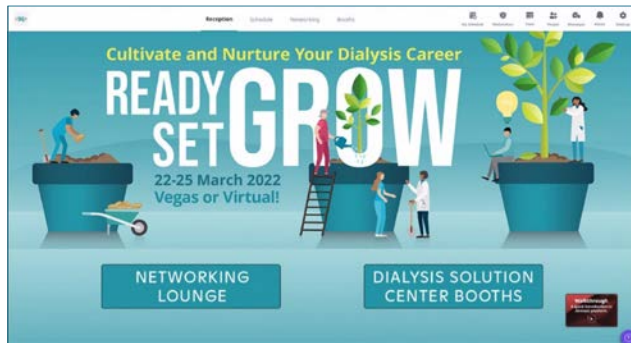 Reception Schedule Networking Booths
Cultivate and Nurture Your Dialysis Career
READY
SET
GROW
22-25 March 2022
Vegas or Virtual!
NETWORKING
LOUNGE
DIALYSIS SOLUTION
CENTER BOOTHS
Walkthrough